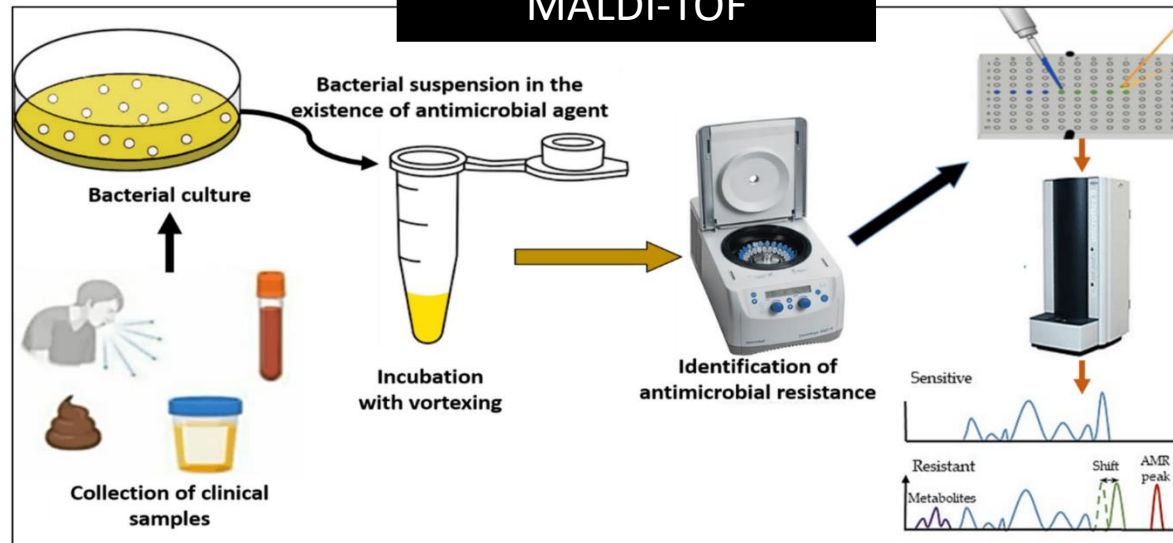 MALDI-TOF
Bacterial suspension in the
existence of antimicrobial agent
Bacterial culture
Incubation
with vortexing
Identification of
antimicrobial resistance
Collection of clinical
samples
Sensitive
Resistant
Shift
AMR
peak
Metabolites